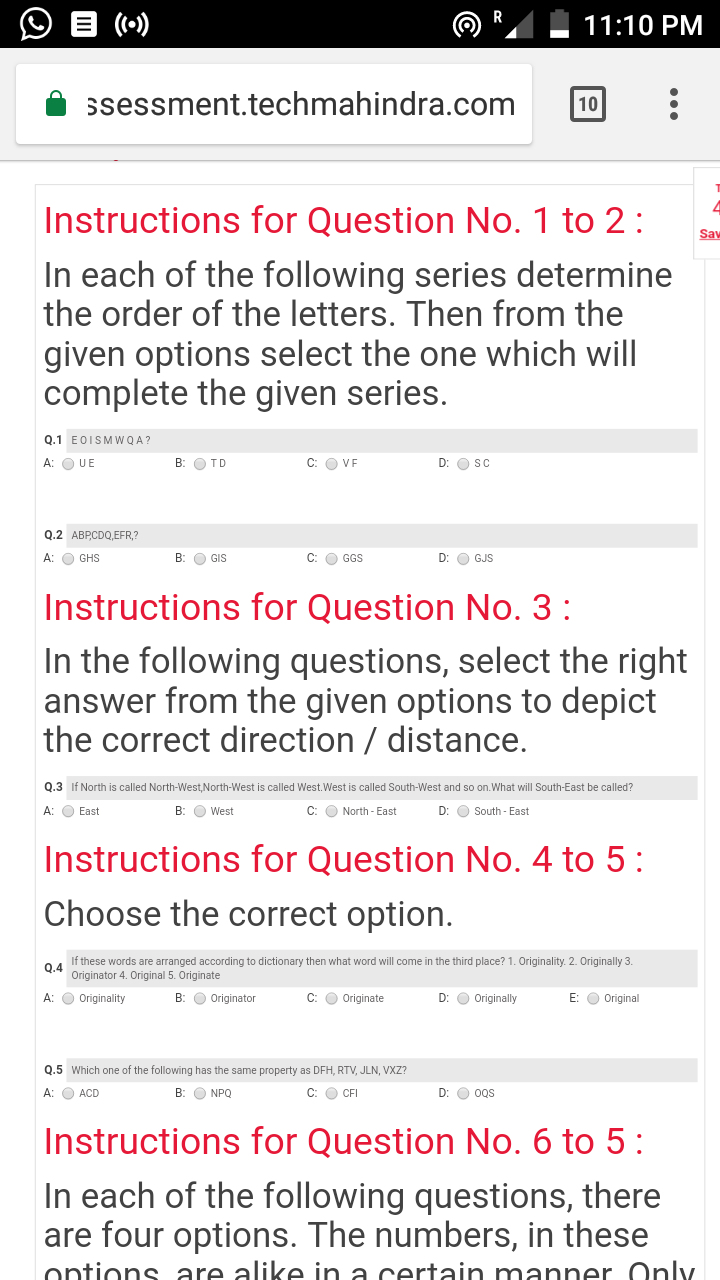 R 11:10 PM
ssessment.techmahindra.com 10
Instructions for Question No. 1 to 2 :
In each of the following series determine
the order of the letters. Then from the
given options select the one which will
complete the given series.
Q.1 E O I S M W Q A ?
A: U E B: T D C: V F D: S C
Q.2 ABP,CDQ,EFR,?
A: GHS B: GIS C: GGS D: GJS
Instructions for Question No. 3 :
In the following questions, select the right
answer from the given options to depict
the correct direction / distance.
Q.3 If North is called North-West,North-West is called West.West is called South-West and so on.What will South-East be called?
A: East B: West C: North - East D: South - East
Instructions for Question No. 4 to 5 :
Choose the correct option.
Q.4 If these words are arranged according to dictionary then what word will come in the third place? 1. Originality. 2. Originally 3.
Originator 4. Original 5. Originate
A: Originality B: Originator C: Originate D: Originally E: Original
Q.5 Which one of the following has the same property as DFH, RTV, JLN, VXZ?
A: ACD B: NPQ C: CFI D: OQS
Instructions for Question No. 6 to 5 :
In each of the following questions, there
are four options. The numbers, in these
options, are alike in a certain manner. Only